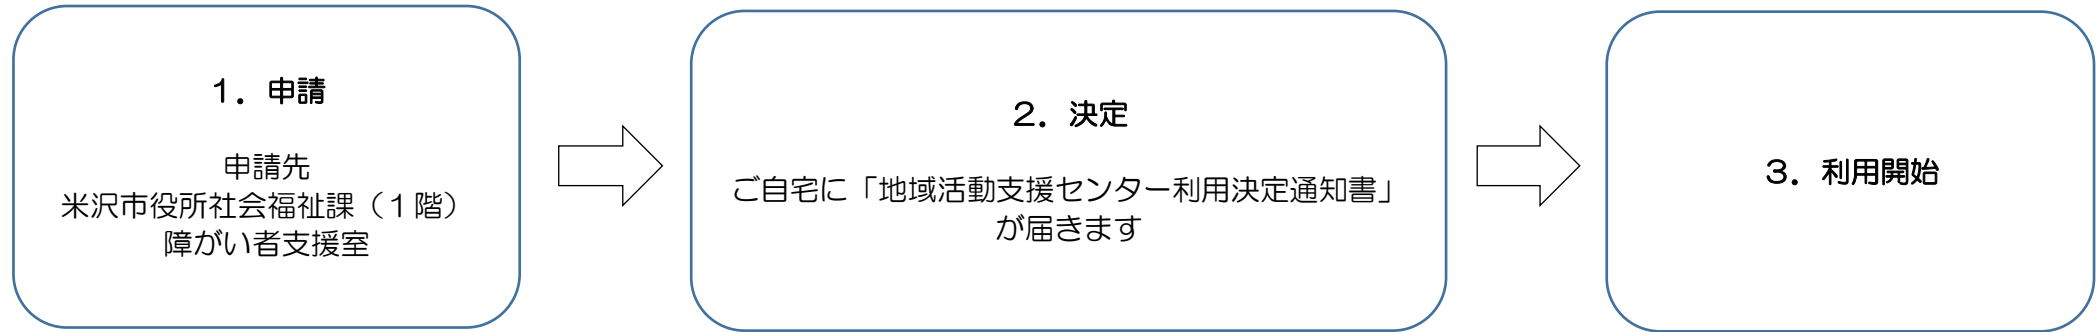 １．申請
申請先
米沢市役所社会福祉課（１階）
障がい者支援室
２．決定
ご自宅に「地域活動支援センター利用決定通知書」
が届きます
３．利用開始